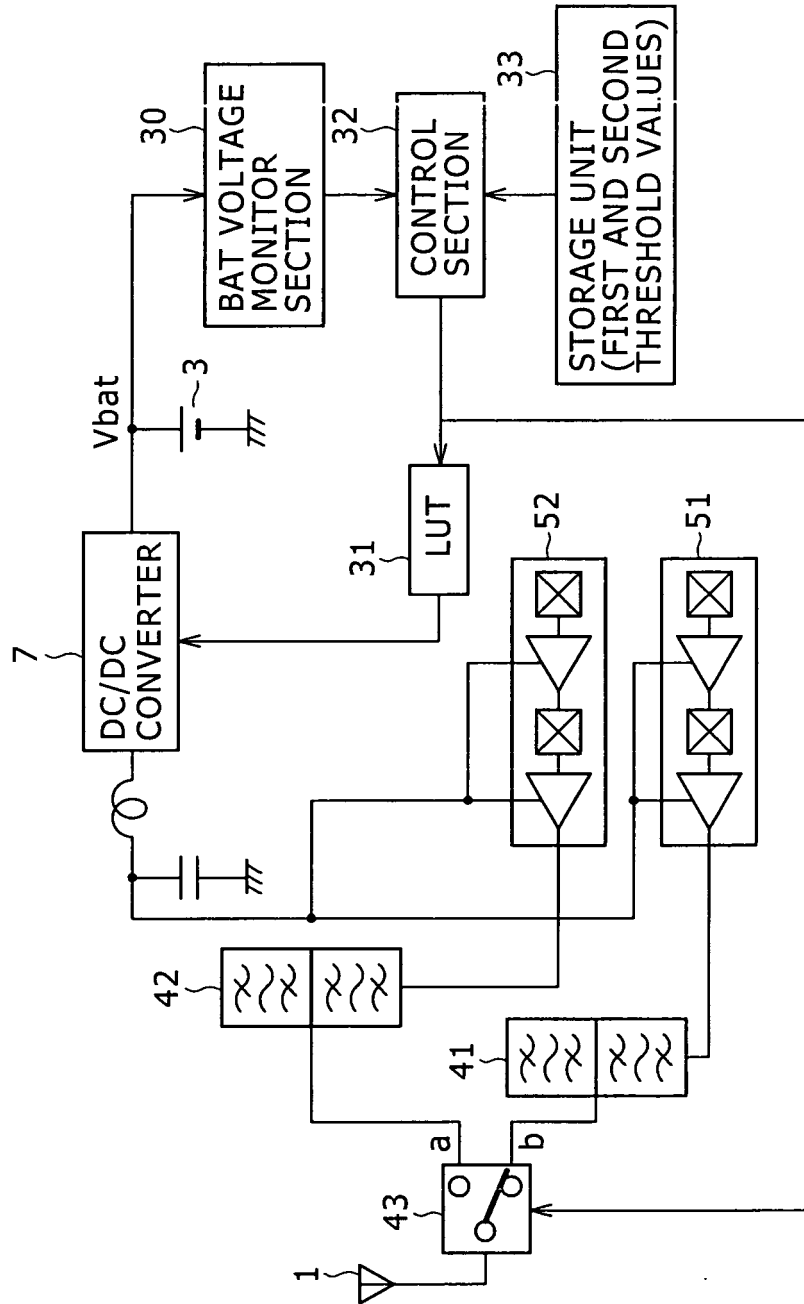 7
DC/DC
CONVERTER
Vbat
3
30
BAT VOLTAGE
MONITOR
SECTION
31
LUT
32
CONTROL
SECTION
33
STORAGE UNIT
(FIRST AND SECOND
THRESHOLD VALUES)
42
52
41
51
a
b
43
1